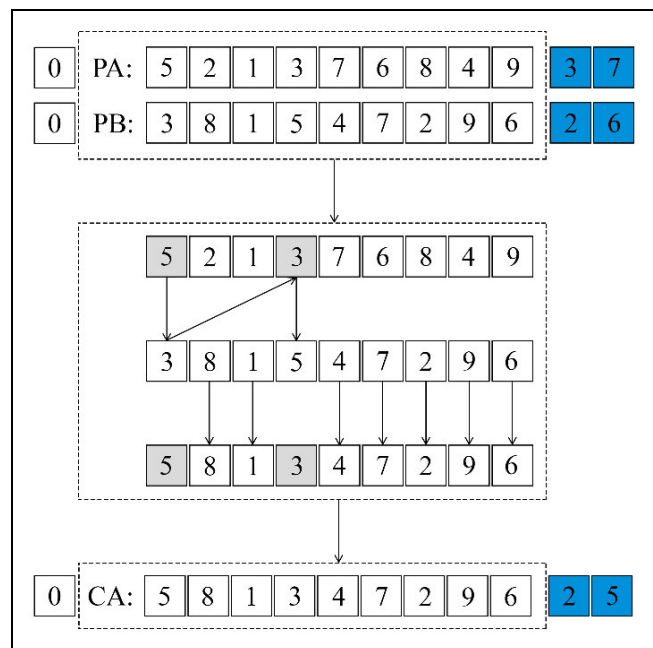 0 PA: 5 2 1 3 7 6 8 4 9 3 7
0 PB: 3 8 1 5 4 7 2 9 6 2 6
5 2 1 3 7 6 8 4 9
3 8 1 5 4 7 2 9 6
5 8 1 3 4 7 2 9 6
0 CA: 5 8 1 3 4 7 2 9 6 2 5